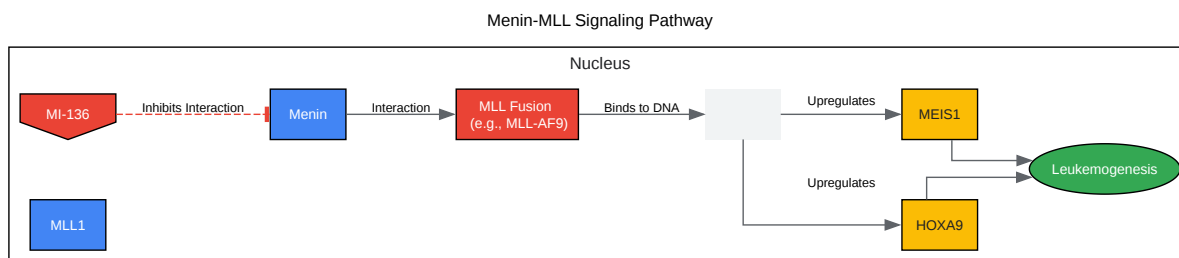 Menin-MLL Signaling Pathway
Nucleus
MI-136
Inhibits Interaction
Menin
Interaction
MLL Fusion
(e.g., MLL-AF9)
Binds to DNA
Upregulates
MEIS1
Leukemogenesis
Upregulates
MLL1
HOXA9